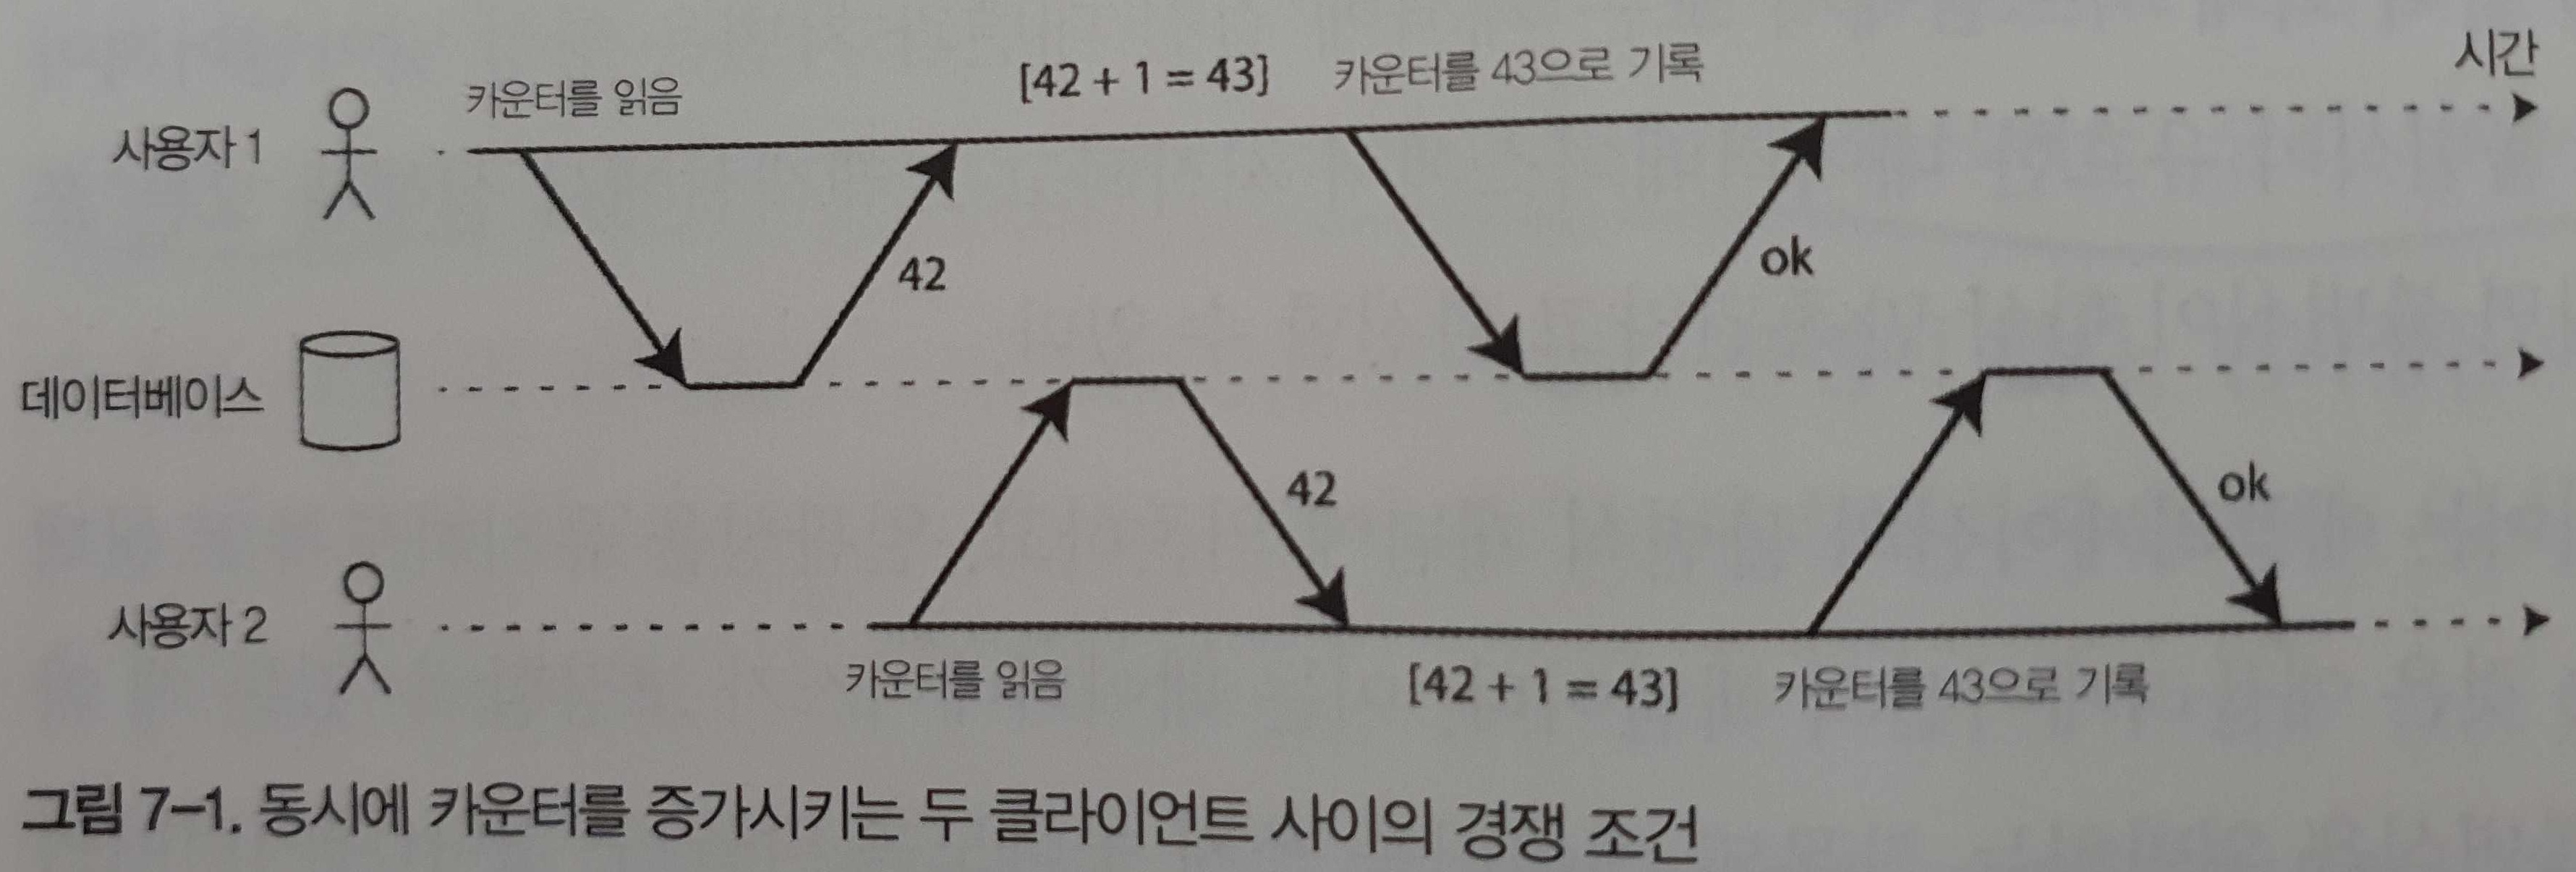 시간
카운터를 읽음
[42 + 1 = 43]
카운터를 43으로 기록
사용자 1
42
ok
데이터베이스
42
ok
사용자 2
카운터를 읽음
[42 + 1 = 43]
카운터를 43으로 기록
그림 7-1. 동시에 카운터를 증가시키는 두 클라이언트 사이의 경쟁 조건